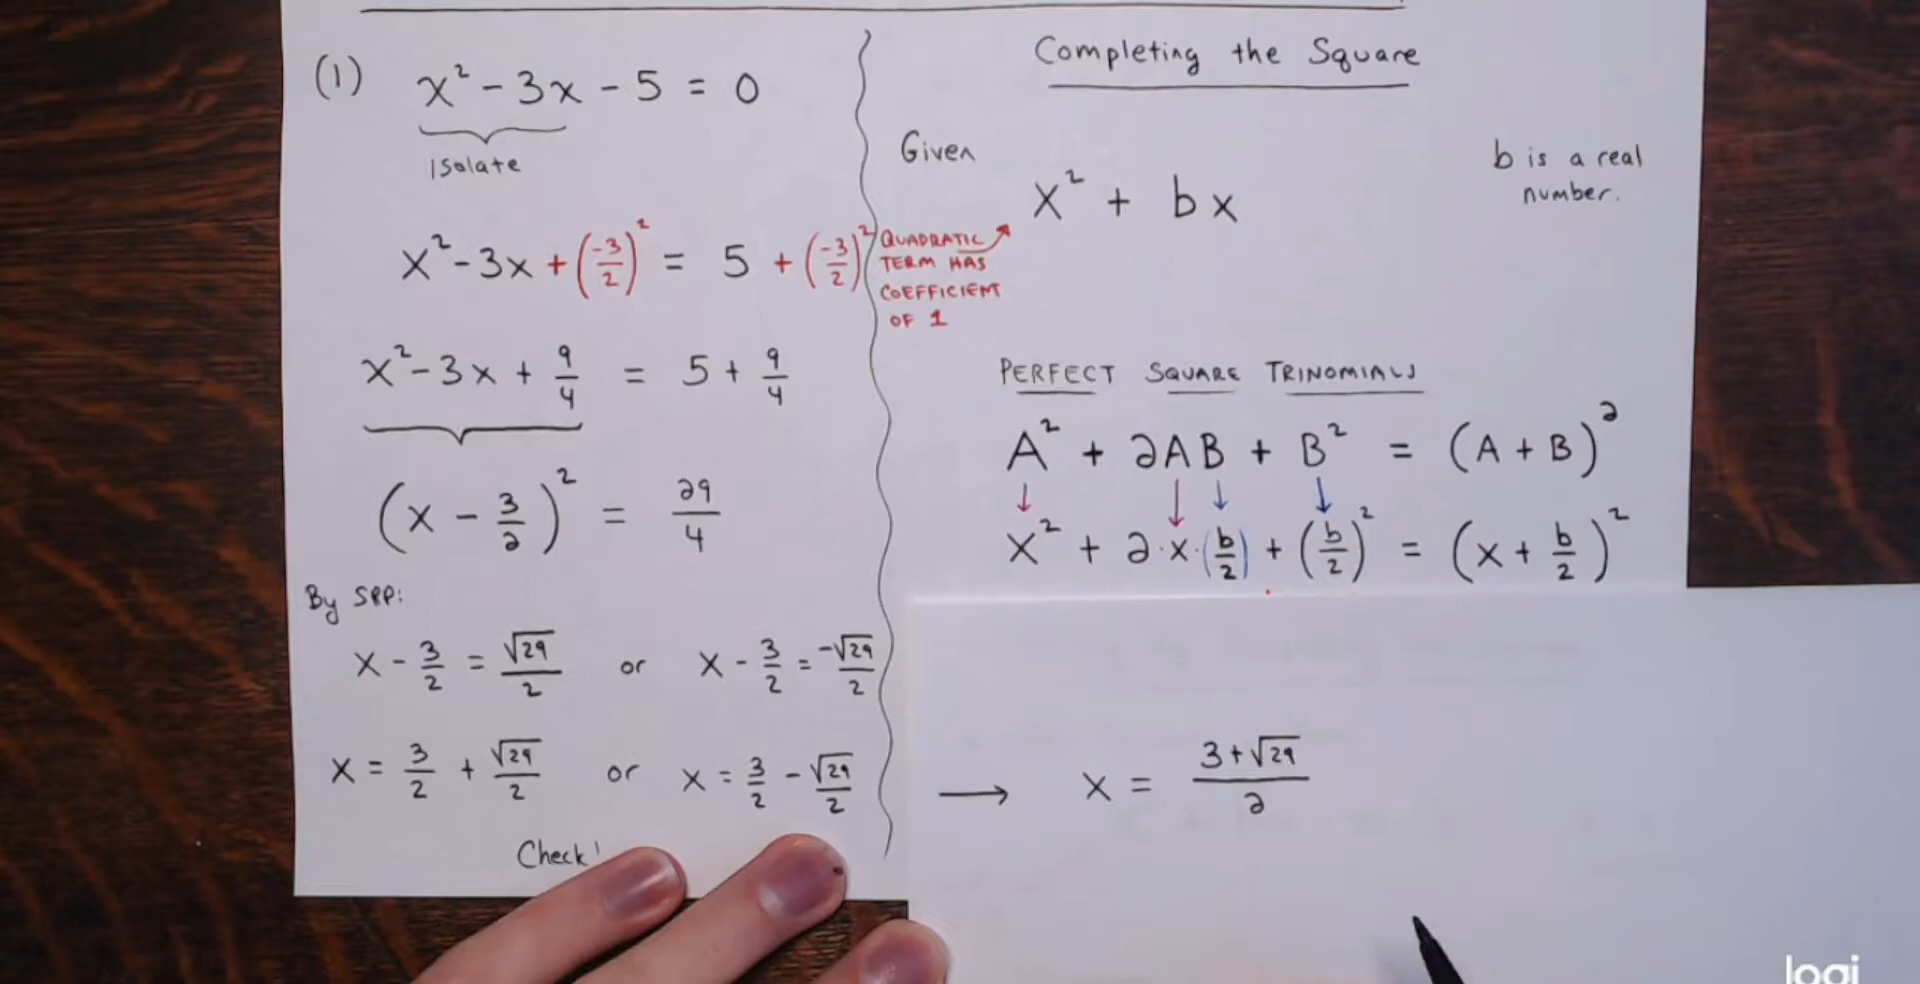 (1) x² - 3x - 5 = 0
Isolate
x² - 3x + (-3/2)² = 5 + (-3/2)²
x² - 3x + 9/4 = 5 + 9/4
(x - 3/2)² = 29/4
By SRP:
x - 3/2 = √29/2 or x - 3/2 = -√29/2
x = 3/2 + √29/2 or x = 3/2 - √29/2
Check!
Completing the Square
Given
b is a real
number.
x² + bx
QUADRATIC
TERM HAS
COEFFICIENT
OF 1
PERFECT SQUARE TRINOMIALS
A² + 2AB + B² = (A + B)²
x² + 2·x·(b/2) + (b/2)² = (x + b/2)²
→ x = (3+√29)/2
logi